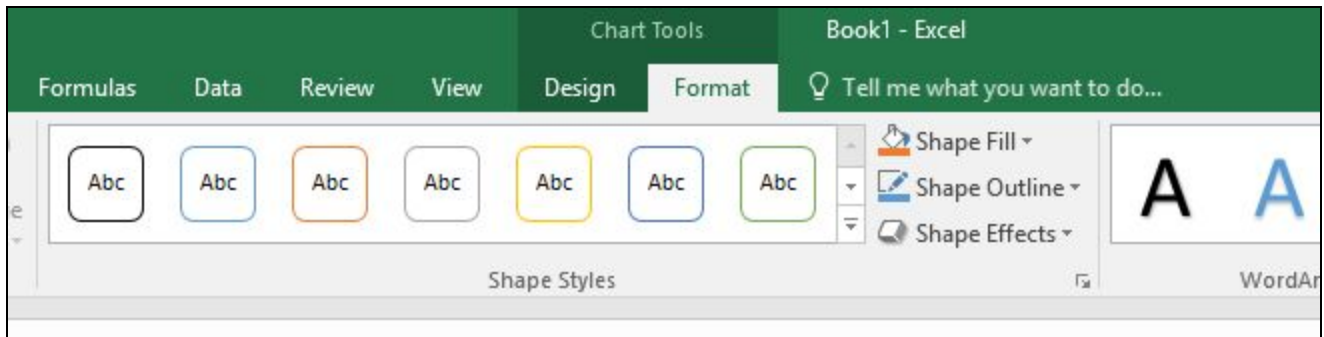 Chart Tools Book1 - Excel
Formulas Data Review View Design Format Tell me what you want to do...
Abc Abc Abc Abc Abc Abc Abc
Shape Fill
Shape Outline
Shape Effects
A A
Shape Styles WordAr